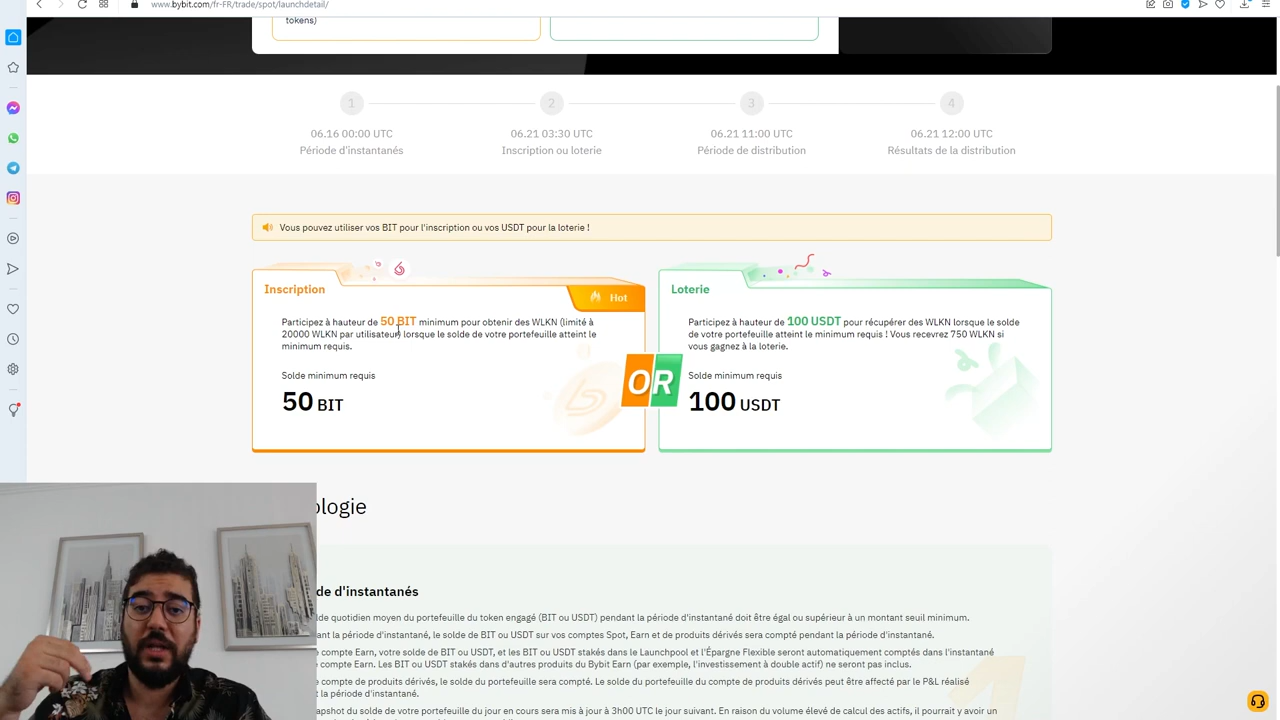 www.bybit.com/fr-FR/trade/spot/launchdetail/
tokens)
1
2
3
4
06.16 00:00 UTC
06.21 03:30 UTC
06.21 11:00 UTC
06.21 12:00 UTC
Période d'instantanés
Inscription ou loterie
Période de distribution
Résultats de la distribution
Vous pouvez utiliser vos BIT pour l'inscription ou vos USDT pour la loterie !
Inscription
Hot
Participez à hauteur de 50 BIT minimum pour obtenir des WLKN (limité à
20000 WLKN par utilisateur) lorsque le solde de votre portefeuille atteint le
minimum requis.
Solde minimum requis
50 BIT
OR
Loterie
Participez à hauteur de 100 USDT pour récupérer des WLKN lorsque le solde
de votre portefeuille atteint le minimum requis ! Vous recevrez 750 WLKN si
vous gagnez à la loterie.
Solde minimum requis
100 USDT
ologie
de d'instantanés
lde quotidien moyen du portefeuille du token engagé (BIT ou USDT) pendant la période d'instantané doit être égal ou supérieur à un montant seuil minimum.
ant la période d'instantané, le solde de BIT ou USDT sur vos comptes Spot, Earn et de produits dérivés sera compté pendant la période d'instantané.
e compte Earn, votre solde de BIT ou USDT, et les BIT ou USDT stakés dans le Launchpool et l'Épargne Flexible seront automatiquement comptés dans l'instantané
e compte Earn. Les BIT ou USDT stakés dans d'autres produits du Bybit Earn (par exemple, l'investissement à double actif) ne seront pas inclus.
e compte de produits dérivés, le solde du portefeuille sera compté. Le solde du portefeuille du compte de produits dérivés peut être affecté par le P&L réalisé
t la période d'instantané.
apshot du solde de votre portefeuille du jour en cours sera mis à jour à 3h00 UTC le jour suivant. En raison du volume élevé de calcul des actifs, il pourrait y avoir un